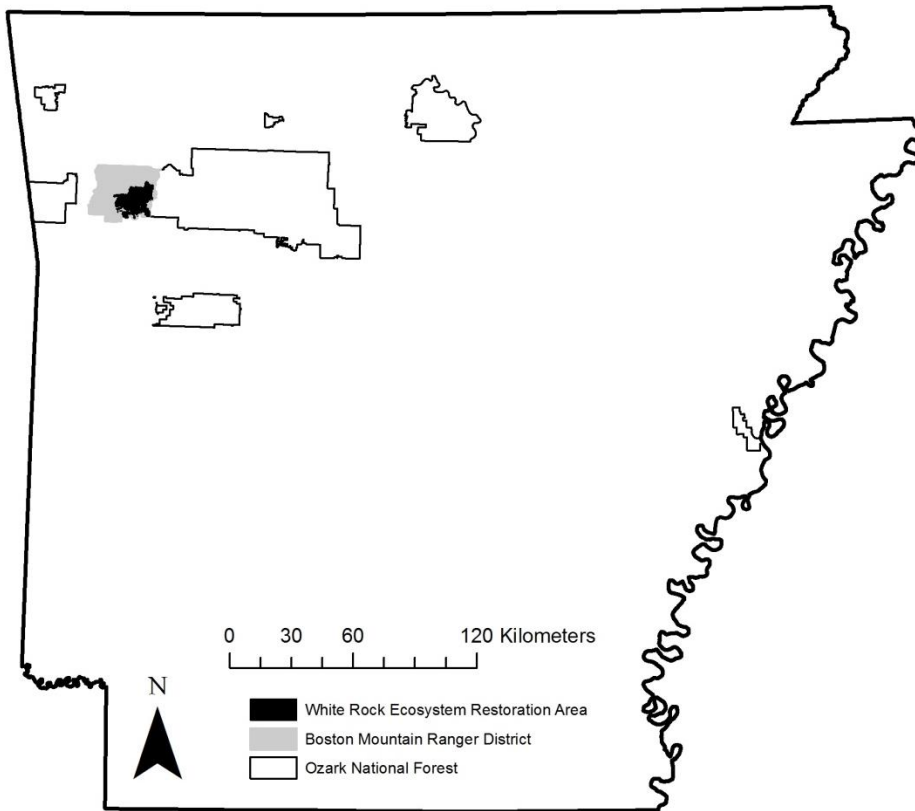 0 30 60 120 Kilometers
N
White Rock Ecosystem Restoration Area
Boston Mountain Ranger District
Ozark National Forest